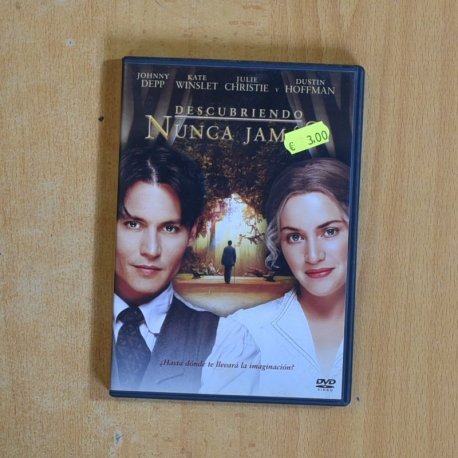 JOHNNY DEPP KATE WINSLET JULIE CHRISTIE Y DUSTIN HOFFMAN
DESCUBRIENDO
NUNCA JAM
€ 3.00
¿Hasta dónde te llevará la imaginación?
DVD
VIDEO